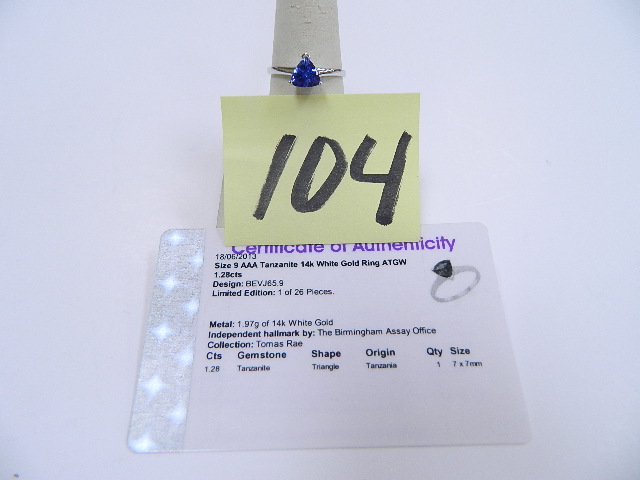 104
Certificate of Authenticity
18/06/2013
Size 9 AAA Tanzanite 14k White Gold Ring ATGW
1.28cts
Design: BEVJ65.9
Limited Edition: 1 of 26 Pieces.
Metal: 1.97g of 14k White Gold
Independent hallmark by: The Birmingham Assay Office
Collection: Tomas Rae
Cts Gemstone Shape Origin Qty Size
1.28 Tanzanite Triangle Tanzania 1 7 x 7mm